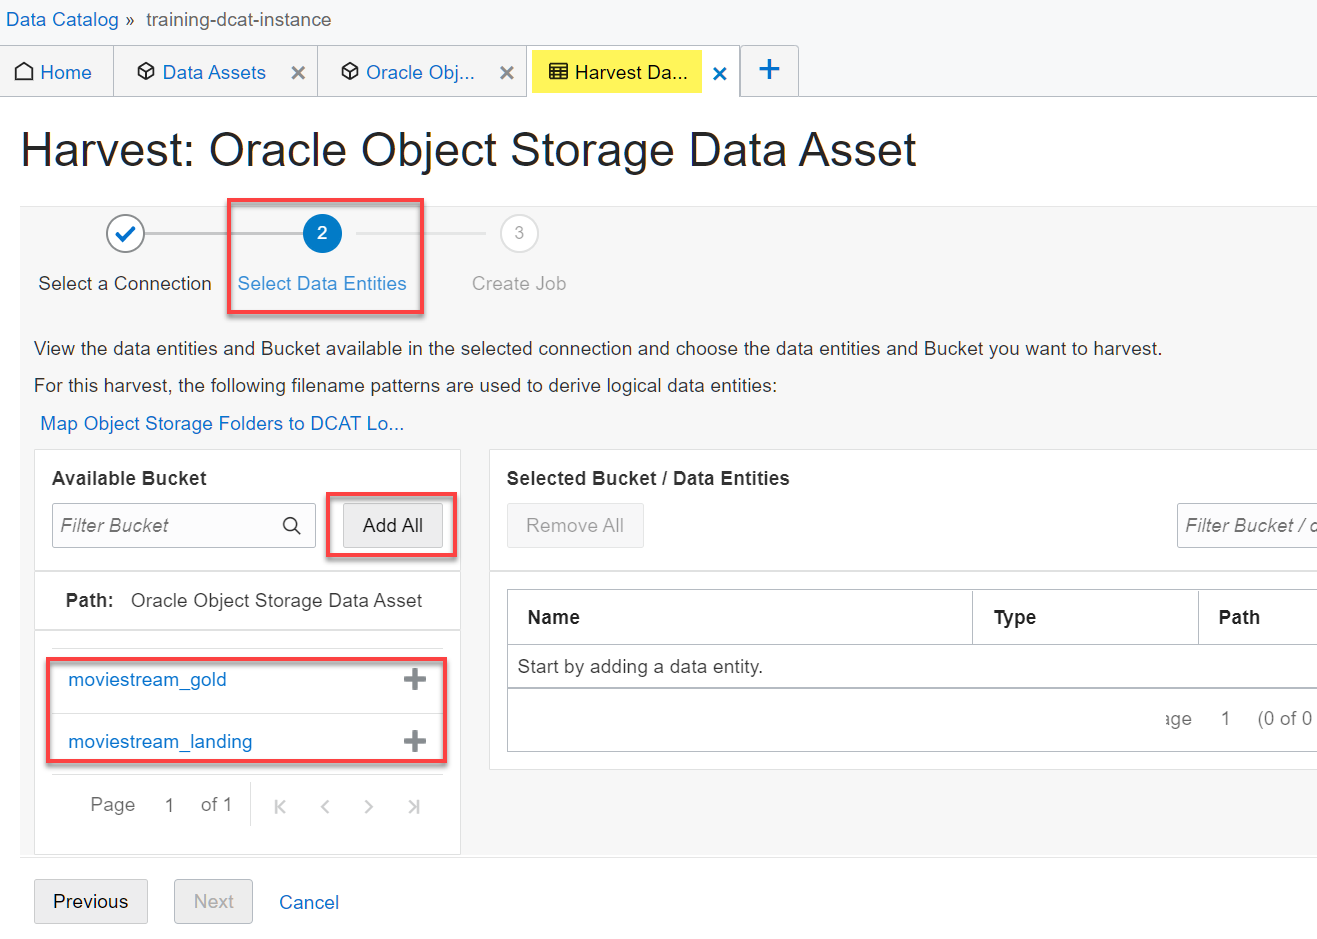 Data Catalog » training-dcat-instance
Home Data Assets Oracle Obj... Harvest Da...
Harvest: Oracle Object Storage Data Asset
2 3
Select a Connection Select Data Entities Create Job
View the data entities and Bucket available in the selected connection and choose the data entities and Bucket you want to harvest.
For this harvest, the following filename patterns are used to derive logical data entities:
Map Object Storage Folders to DCAT Lo...
Available Bucket
Filter Bucket Add All
Path: Oracle Object Storage Data Asset
moviestream_gold
moviestream_landing
Page 1 of 1
Selected Bucket / Data Entities
Remove All Filter Bucket /
Name Type Path
Start by adding a data entity.
1 (0 of 0
Previous Next Cancel